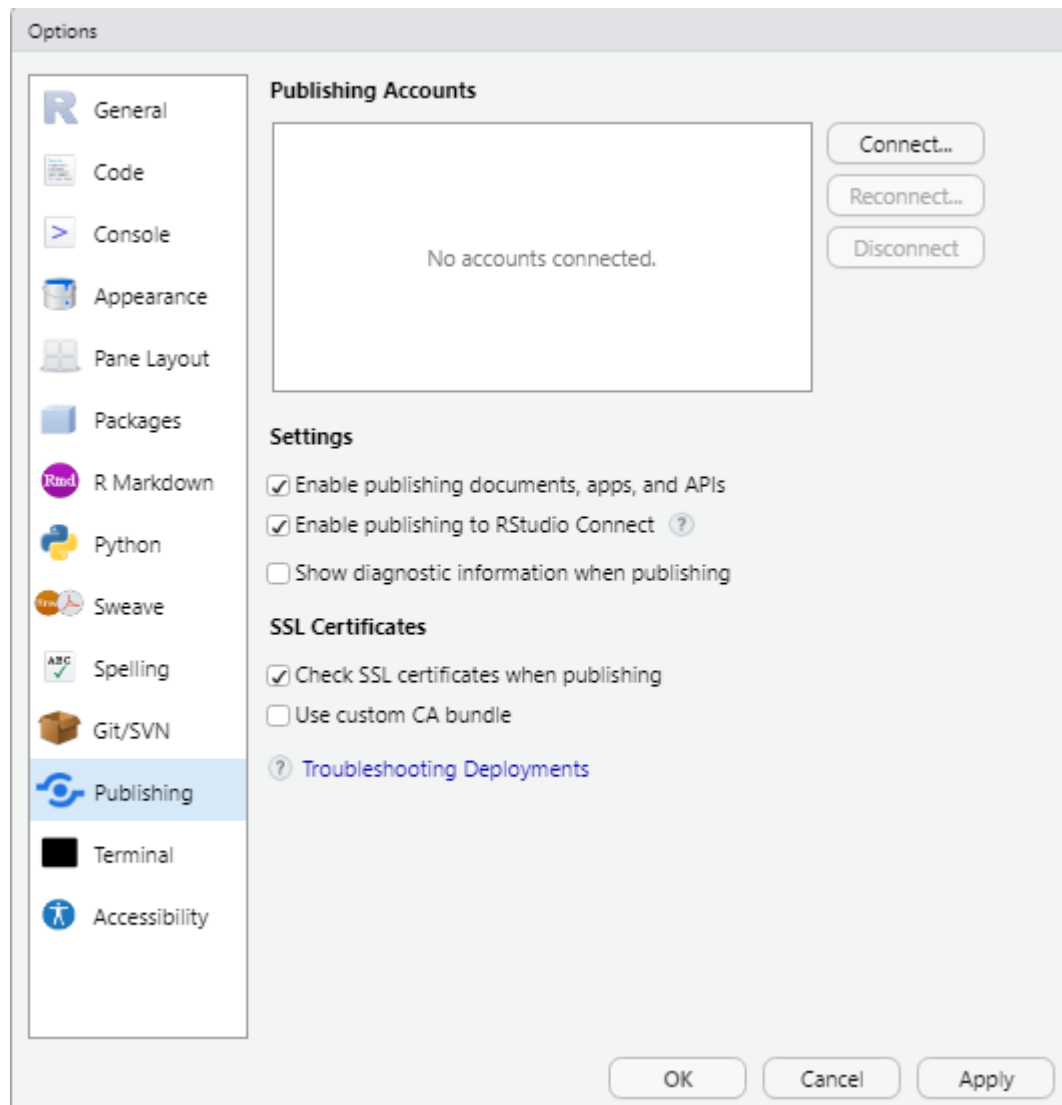 Options
General
Code
Console
Appearance
Pane Layout
Packages
Rmd R Markdown
Python
Sweave
ABC Spelling
Git/SVN
Publishing
Terminal
Accessibility
Publishing Accounts
No accounts connected.
Connect...
Reconnect...
Disconnect
Settings
Enable publishing documents, apps, and APIs
Enable publishing to RStudio Connect ?
Show diagnostic information when publishing
SSL Certificates
Check SSL certificates when publishing
Use custom CA bundle
? Troubleshooting Deployments
OK
Cancel
Apply